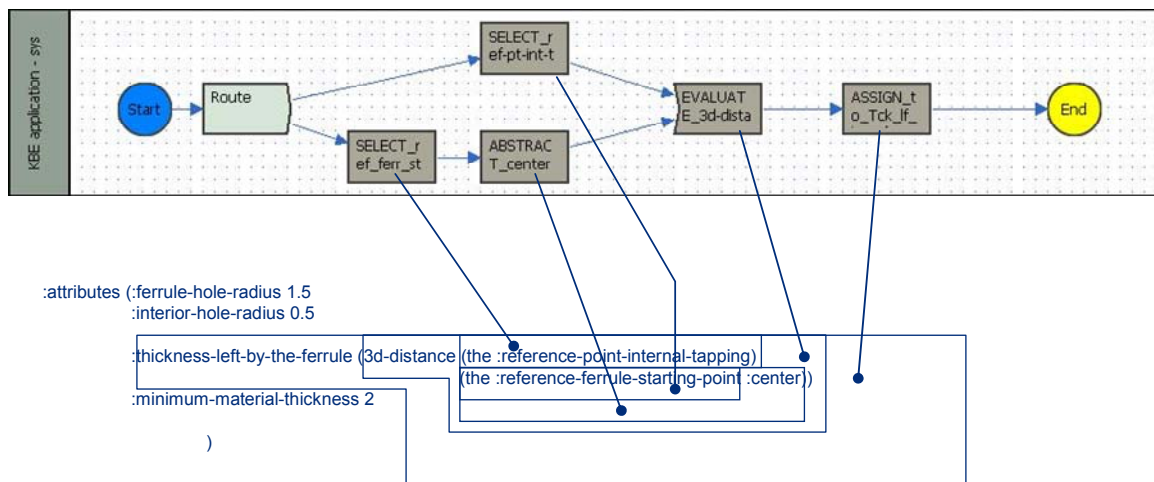 KBE application - sys
Start
Route
SELECT_r
ef-pt-int-t
SELECT_r
ef_ferr_st
ABSTRAC
T_center
EVALUAT
E_3d-dista
ASSIGN_t
o_Tck_lf_
End
:attributes (:ferrule-hole-radius 1.5
:interior-hole-radius 0.5
:thickness-left-by-the-ferrule (3d-distance (the :reference-point-internal-tapping)
(the :reference-ferrule-starting-point :center))
:minimum-material-thickness 2
)